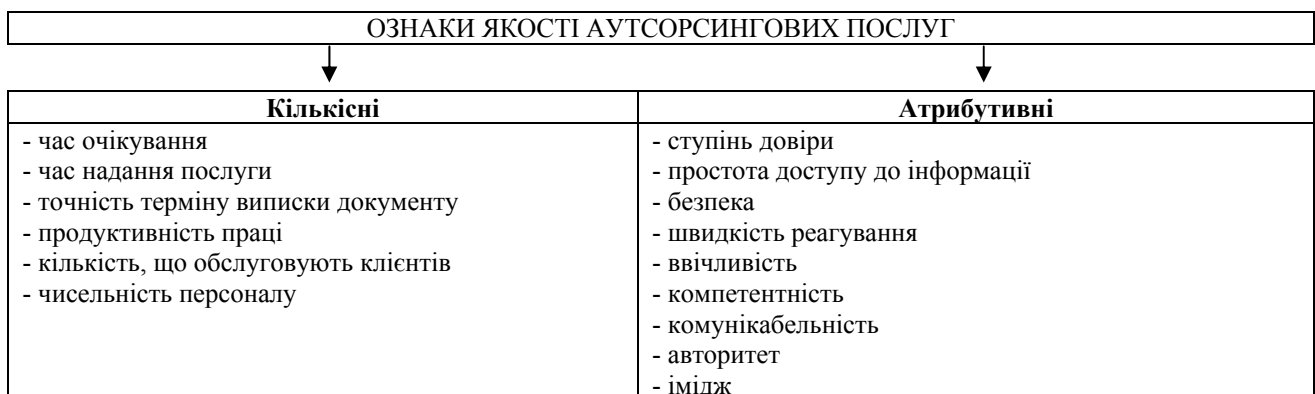 ОЗНАКИ ЯКОСТІ АУТСОРСИНГОВИХ ПОСЛУГ
Кількісні
- час очікування
- час надання послуги
- точність терміну виписки документу
- продуктивність праці
- кількість, що обслуговують клієнтів
- чисельність персоналу
Атрибутивні
- ступінь довіри
- простота доступу до інформації
- безпека
- швидкість реагування
- ввічливість
- компетентність
- комунікабельність
- авторитет
- імідж